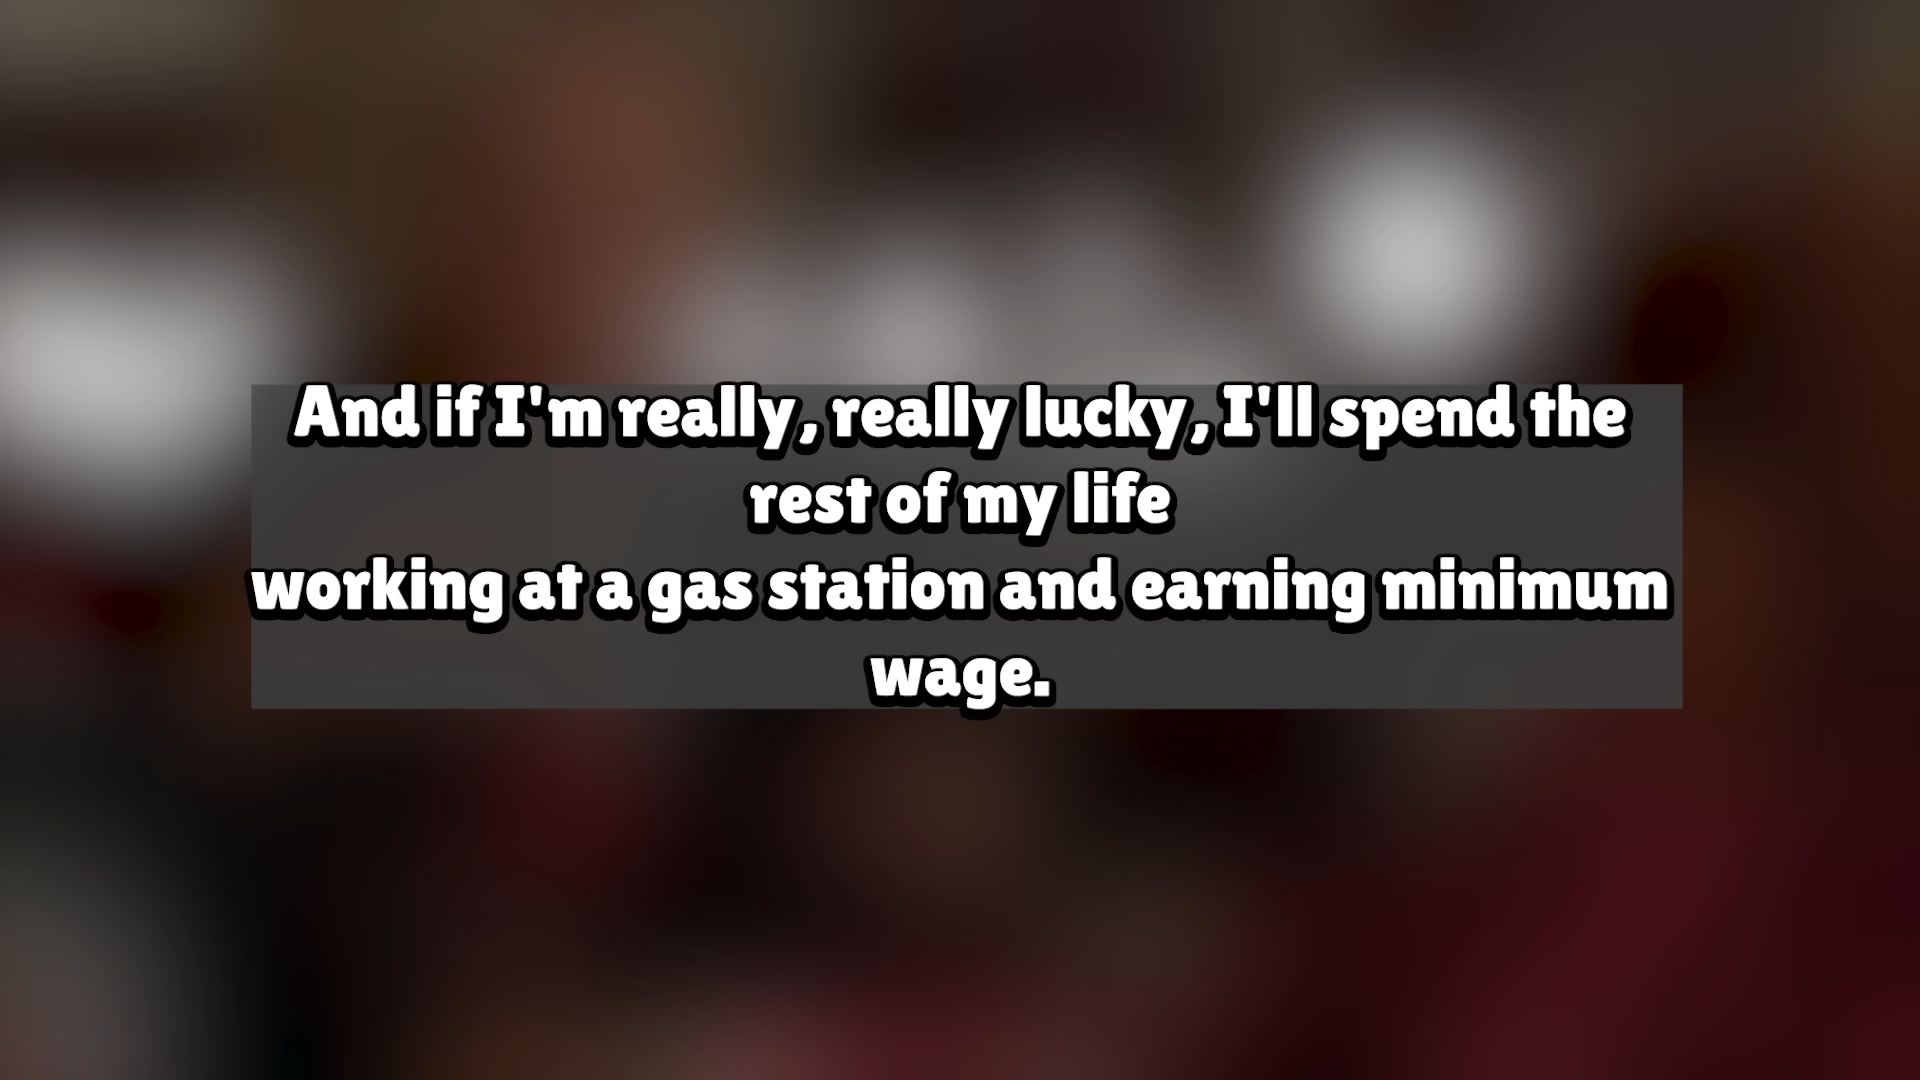 And if I'm really, really lucky, I'll spend the
rest of my life
working at a gas station and earning minimum
wage.